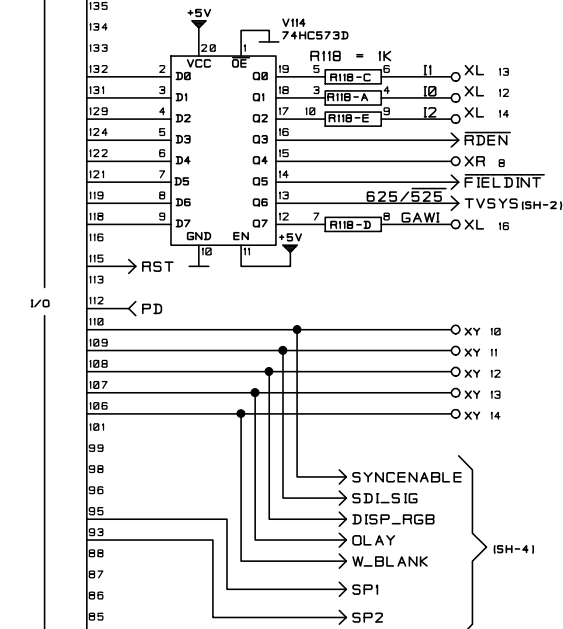 135
134
+5V
V114
74HC573D
133
20
1
VCC
OE
R118 = 1K
132 2 D0 Q0 19 5 R118-C 6 I1 XL 13
131 3 D1 Q1 18 3 R118-A 4 I0 XL 12
129 4 D2 Q2 17 10 R118-E 9 I2 XL 14
124 5 D3 Q3 16 RDEN
122 6 D4 Q4 15 XR 8
121 7 D5 Q5 14 FIELDINT
119 8 D6 Q6 13 625/525 TVSYS(SH-2)
118 9 D7 Q7 12 7 R118-D 8 GAWI XL 16
116
GND EN
+5V
10 11
115 RST
113
I/O
112 PD
110 XY 10
109 XY 11
108 XY 12
107 XY 13
106 XY 14
101
99
98 SYNCENABLE
96 SDI_SIG
95 DISP_RGB
93 OLAY
(SH-4)
88 W_BLANK
87
86 SP1
85 SP2